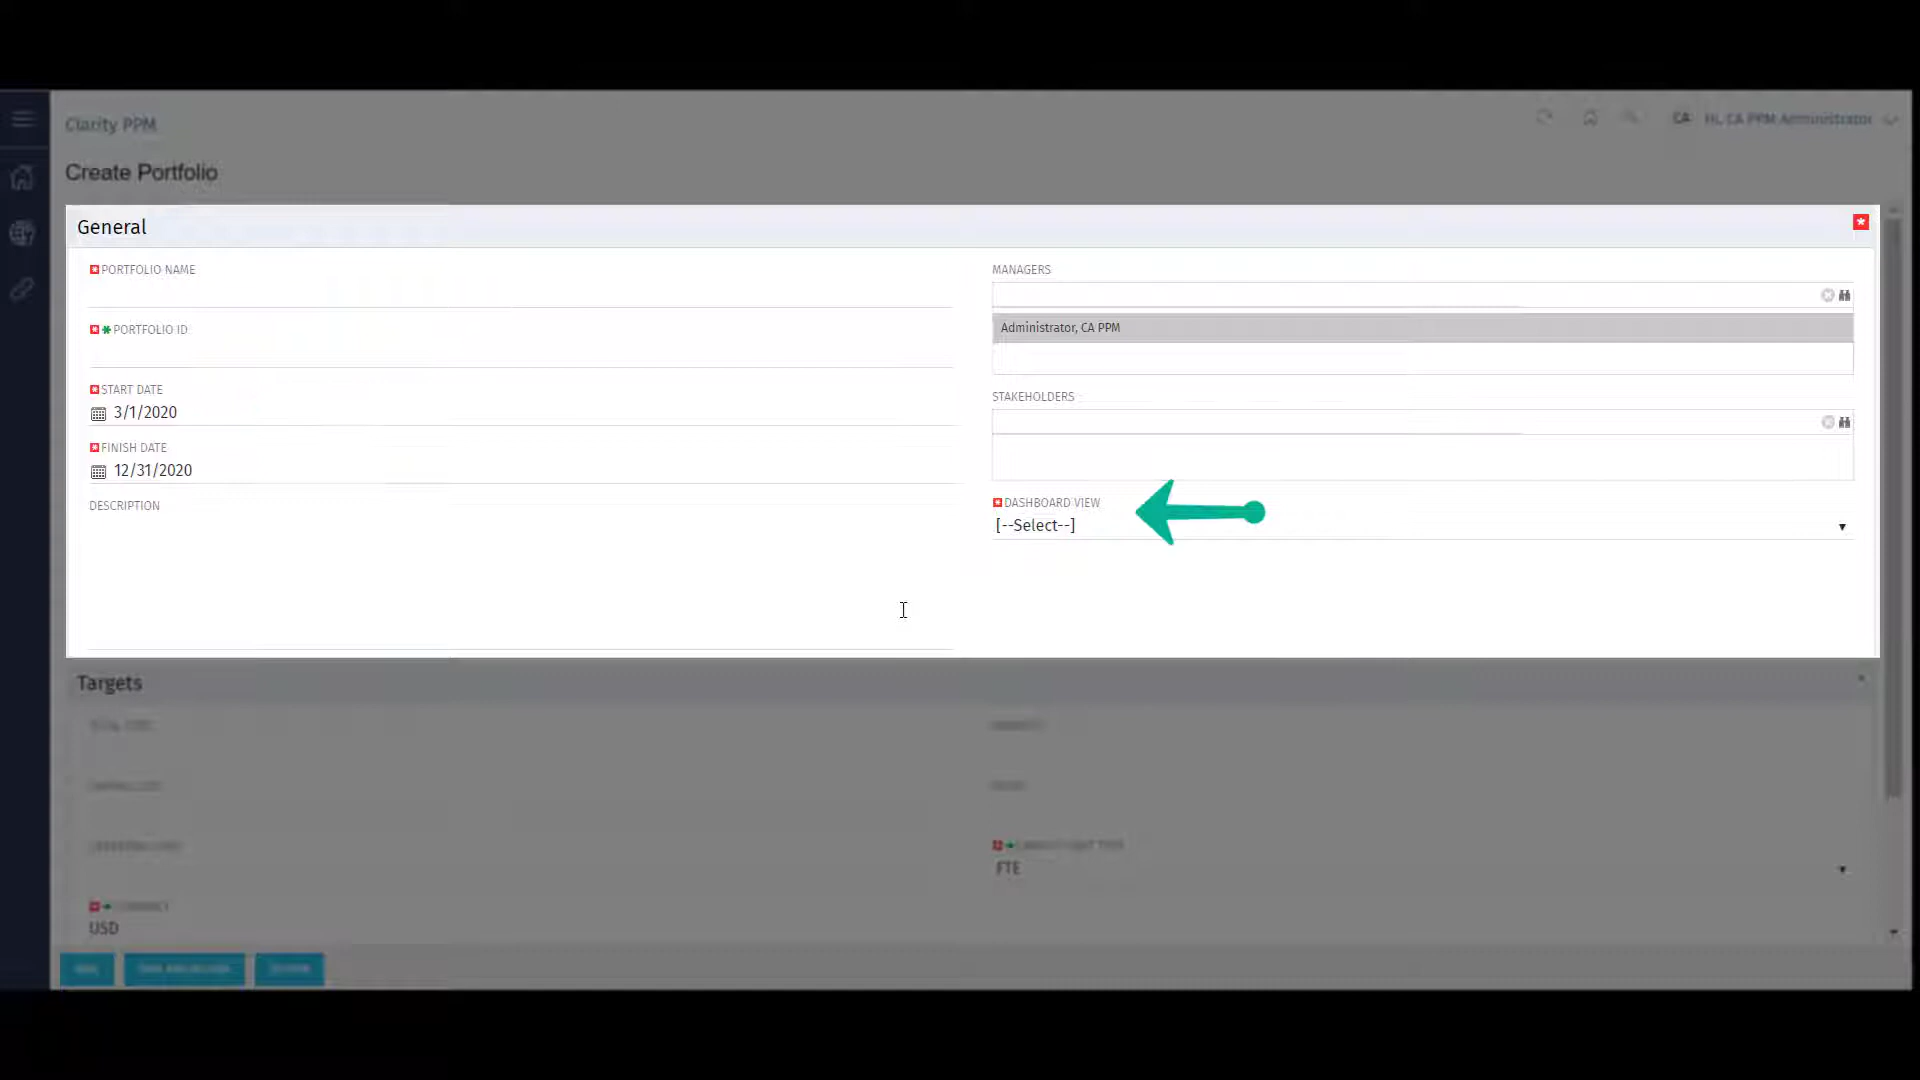 Clarity PPM
CA Hi, CA PPM Administrator
Create Portfolio
General
PORTFOLIO NAME
PORTFOLIO ID
START DATE
3/1/2020
FINISH DATE
12/31/2020
DESCRIPTION
MANAGERS
Administrator, CA PPM
STAKEHOLDERS
DASHBOARD VIEW
[--Select--]
Targets
FTE
USD